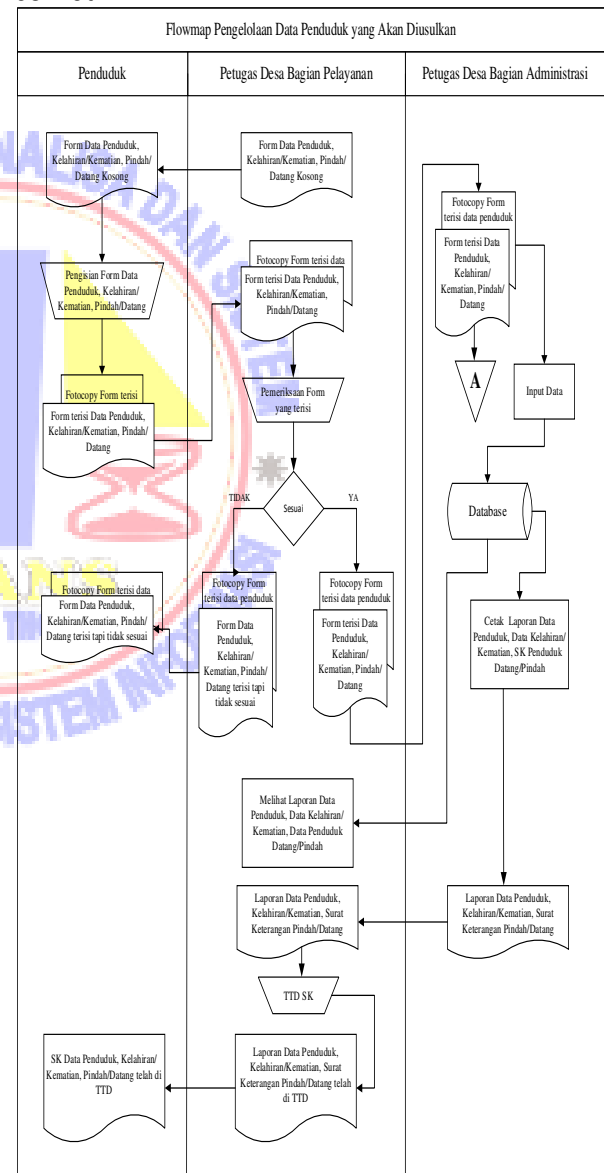 Flowmap Pengelolaan Data Penduduk yang Akan Diusulkan
Penduduk
Petugas Desa Bagian Pelayanan
Petugas Desa Bagian Administrasi
Form Data Penduduk,
Kelahiran/Kematian, Pindah/
Datang Kosong
Form Data Penduduk,
Kelahiran/Kematian, Pindah/
Datang Kosong
Fotocopy Form
terisi data penduduk
Form terisi Data
Penduduk,
Kelahiran/
Kematian, Pindah/
Datang
Pengisian Form Data
Penduduk, Kelahiran/
Kematian, Pindah/Datang
Fotocopy Form terisi data
Form terisi Data Penduduk,
Kelahiran/Kematian,
Pindah/Datang
A
Input Data
Fotocopy Form terisi
Form terisi Data Penduduk,
Kelahiran/Kematian, Pindah/
Datang
Pemeriksaan Form
yang terisi
Sesuai
TIDAK
YA
Database
Fotocopy Form terisi data
Form Data Penduduk,
Kelahiran/Kematian, Pindah/
Datang terisi tapi tidak sesuai
Fotocopy Form
terisi data penduduk
Form Data
Penduduk,
Kelahiran/
Kematian, Pindah/
Datang terisi tapi
tidak sesuai
Fotocopy Form
terisi data penduduk
Form terisi Data
Penduduk,
Kelahiran/
Kematian, Pindah/
Datang
Cetak Laporan Data
Penduduk, Data Kelahiran/
Kematian, SK Penduduk
Datang/Pindah
Melihat Laporan Data
Penduduk, Data Kelahiran/
Kematian, Data Penduduk
Datang/Pindah
Laporan Data Penduduk,
Kelahiran/Kematian, Surat
Keterangan Pindah/Datang
Laporan Data Penduduk,
Kelahiran/Kematian, Surat
Keterangan Pindah/Datang
TTD SK
SK Data Penduduk, Kelahiran/
Kematian, Pindah/Datang telah di
TTD
Laporan Data Penduduk,
Kelahiran/Kematian, Surat
Keterangan Pindah/Datang telah
di TTD
DAN SISTEM
SISTEM